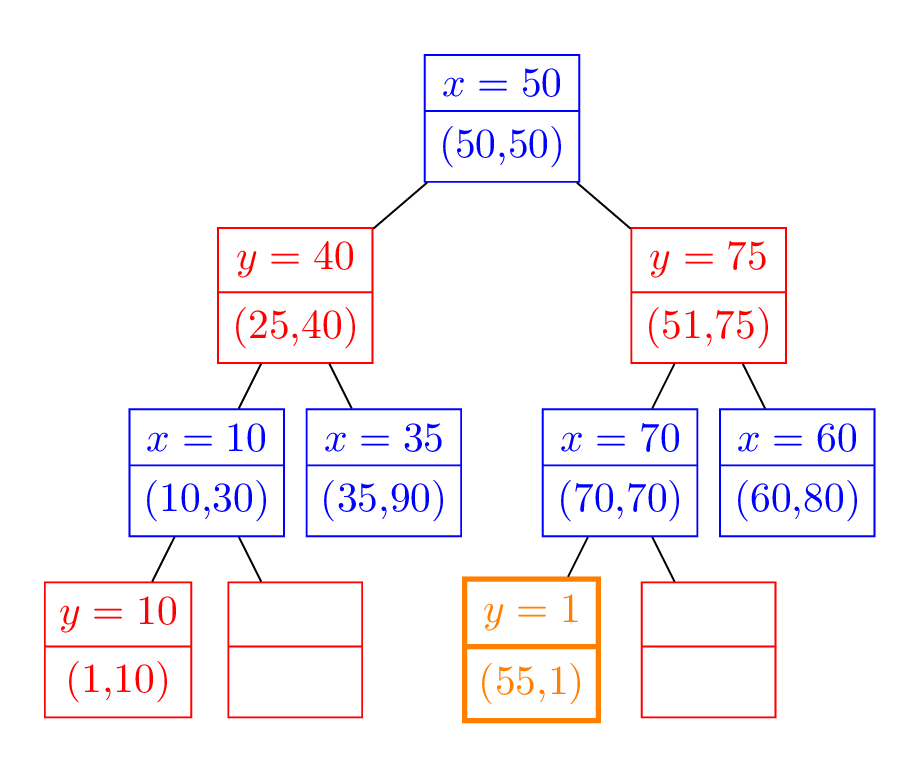 x = 50
(50,50)
y = 40
(25,40)
y = 75
(51,75)
x = 10
(10,30)
x = 35
(35,90)
x = 70
(70,70)
x = 60
(60,80)
y = 10
(1,10)
y = 1
(55,1)